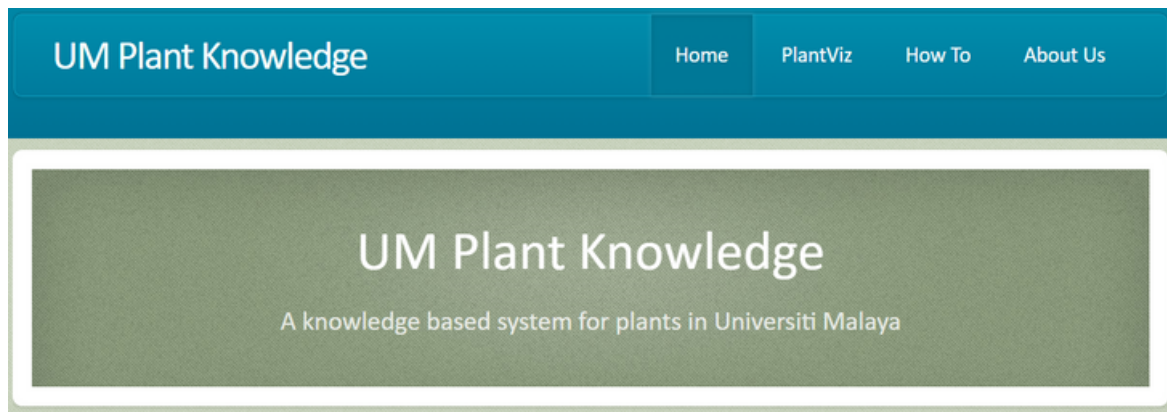 UM Plant Knowledge Home PlantViz How To About Us
UM Plant Knowledge
A knowledge based system for plants in Universiti Malaya